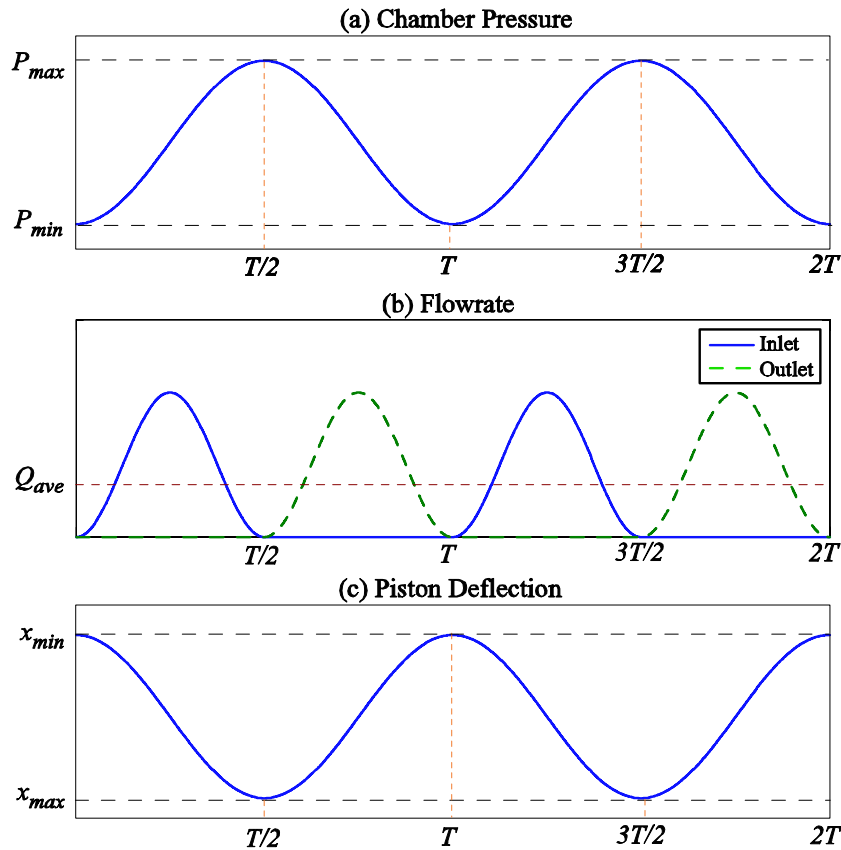 (a) Chamber Pressure
Pmax
Pmin
T/2 T 3T/2 2T
(b) Flowrate
Inlet
Outlet
Qave
T/2 T 3T/2 2T
(c) Piston Deflection
xmin
xmax
T/2 T 3T/2 2T